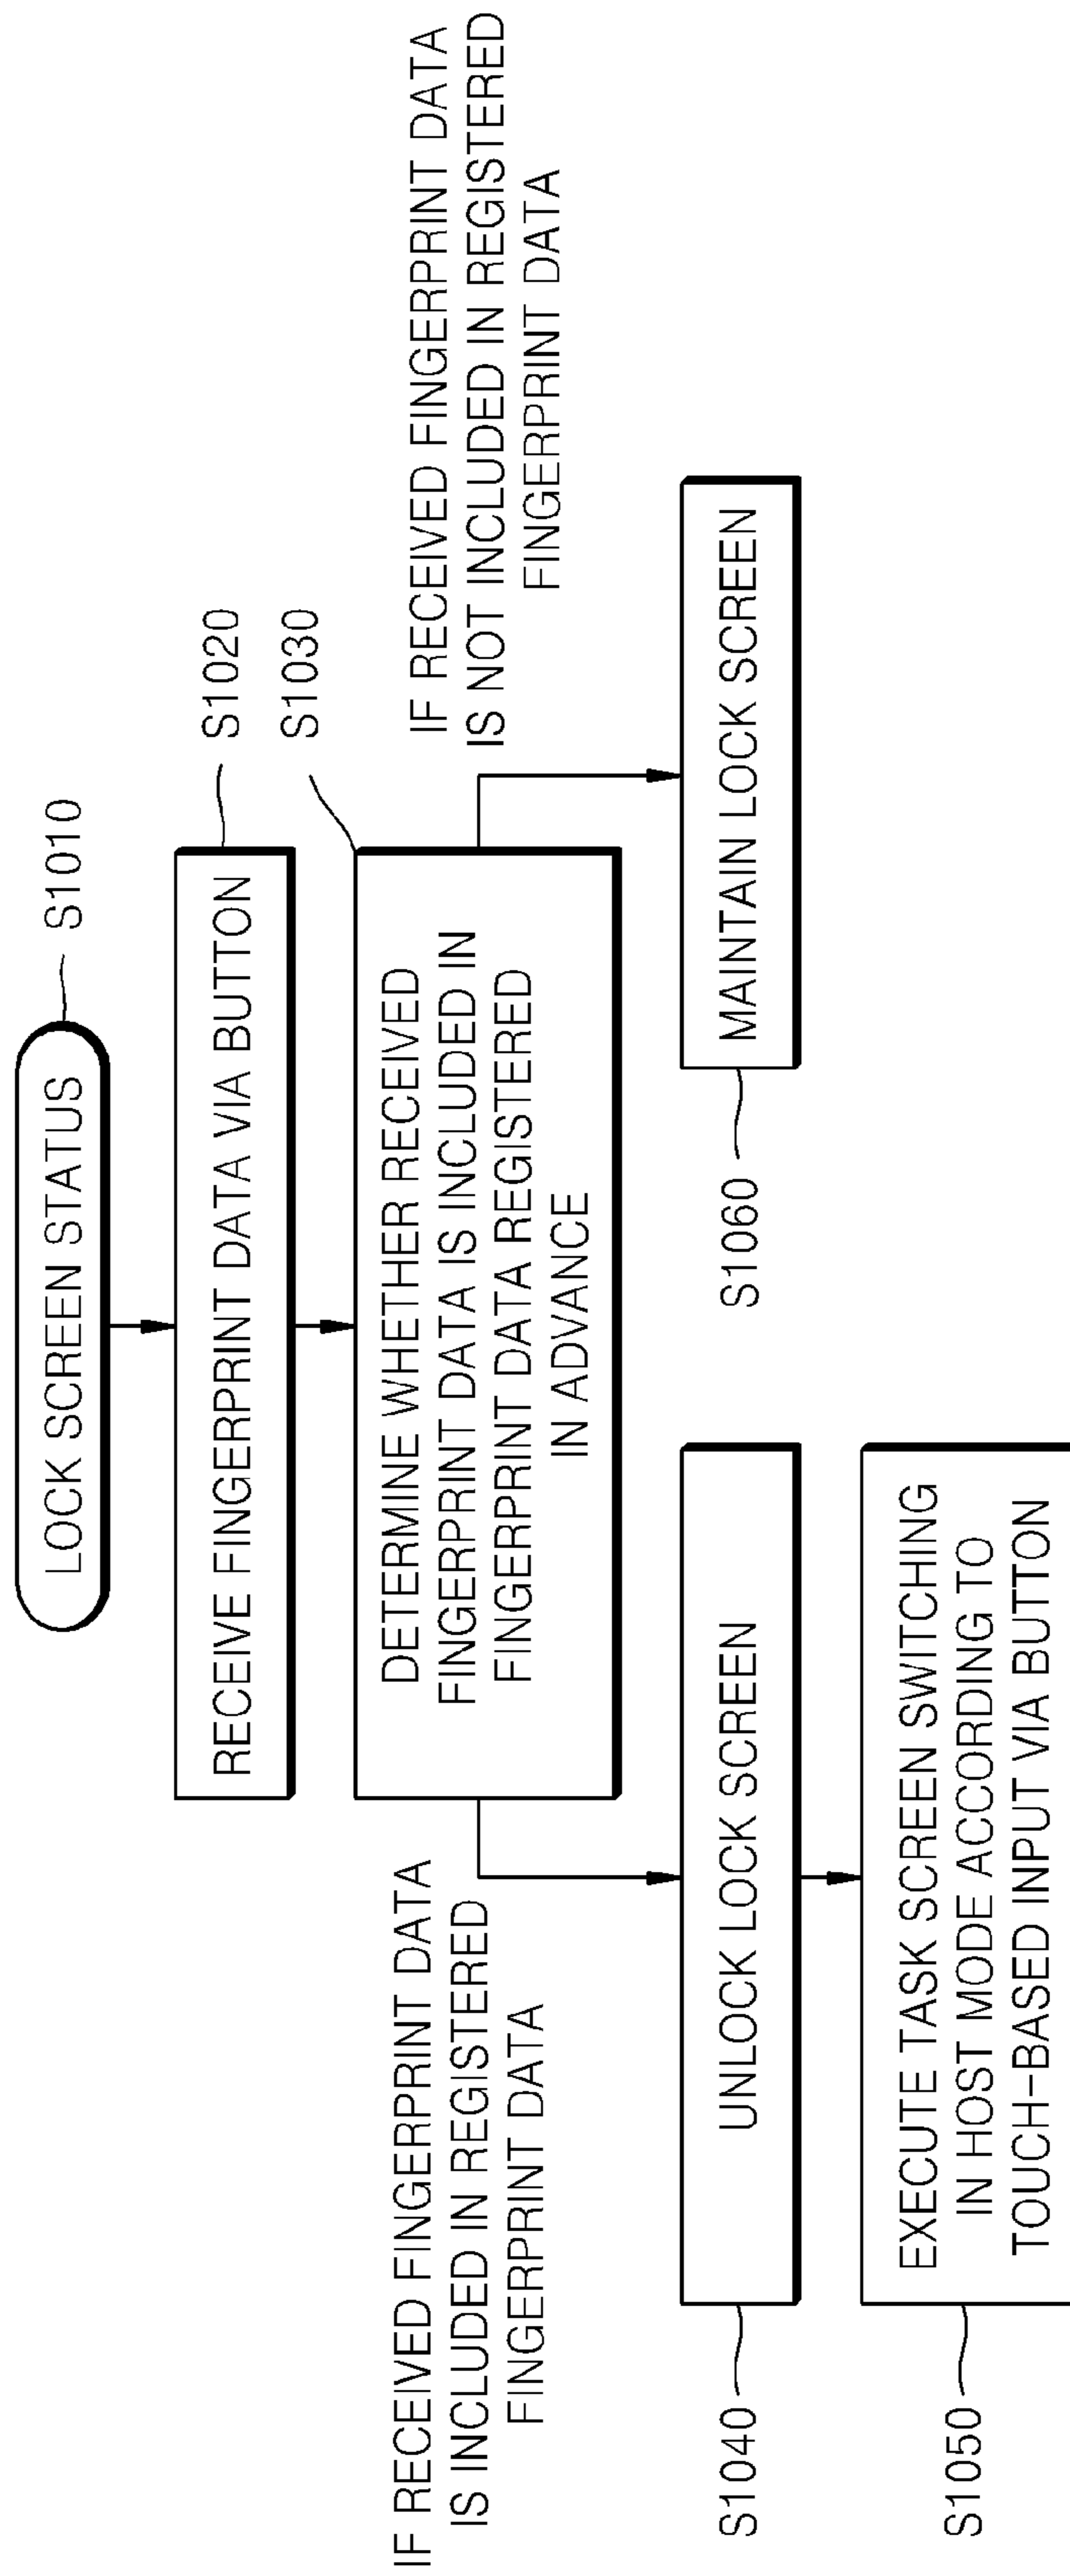 LOCK SCREEN STATUS
S1010
RECEIVE FINGERPRINT DATA VIA BUTTON
S1020
S1030
DETERMINE WHETHER RECEIVED
FINGERPRINT DATA IS INCLUDED IN
FINGERPRINT DATA REGISTERED
IN ADVANCE
IF RECEIVED FINGERPRINT DATA
IS INCLUDED IN REGISTERED
FINGERPRINT DATA
IF RECEIVED FINGERPRINT DATA
IS NOT INCLUDED IN REGISTERED
FINGERPRINT DATA
S1040
UNLOCK LOCK SCREEN
S1060
MAINTAIN LOCK SCREEN
S1050
EXECUTE TASK SCREEN SWITCHING
IN HOST MODE ACCORDING TO
TOUCH-BASED INPUT VIA BUTTON